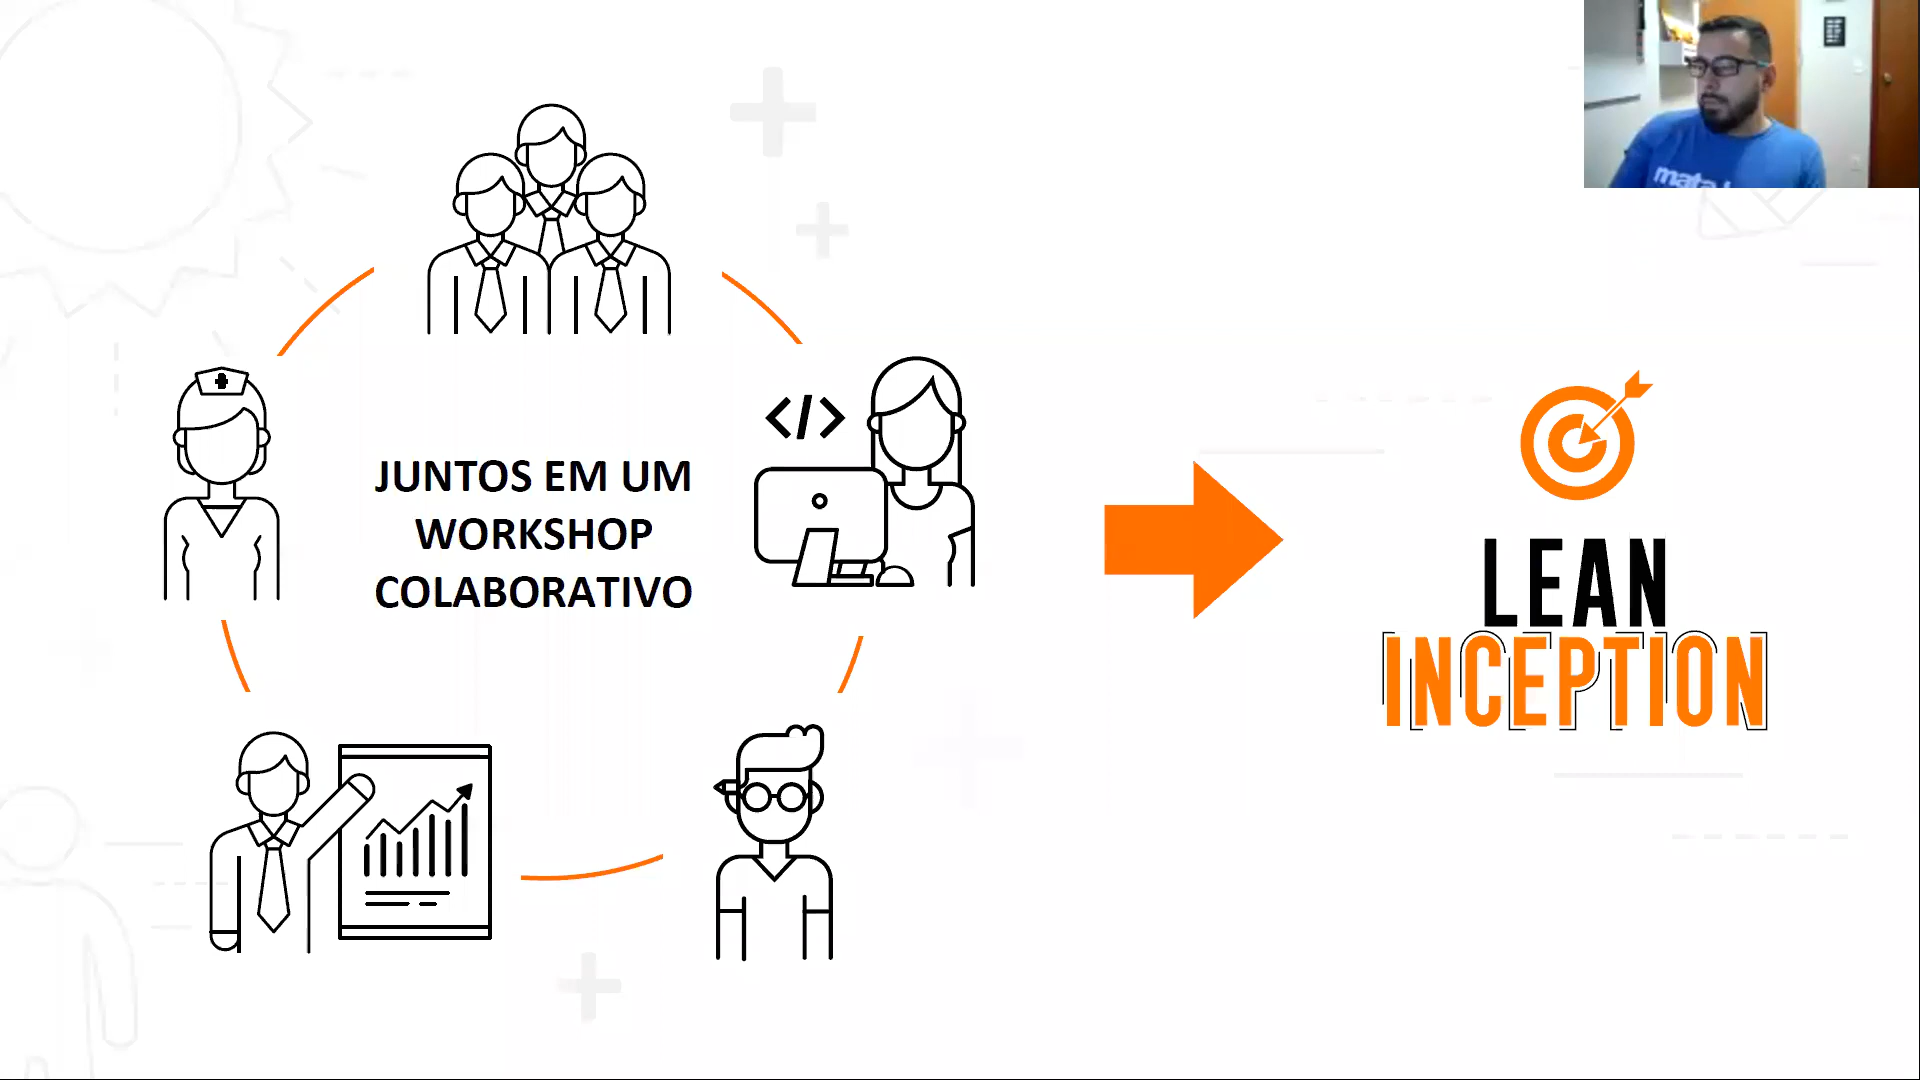 JUNTOS EM UM
WORKSHOP
COLABORATIVO
</>
LEAN
INCEPTION